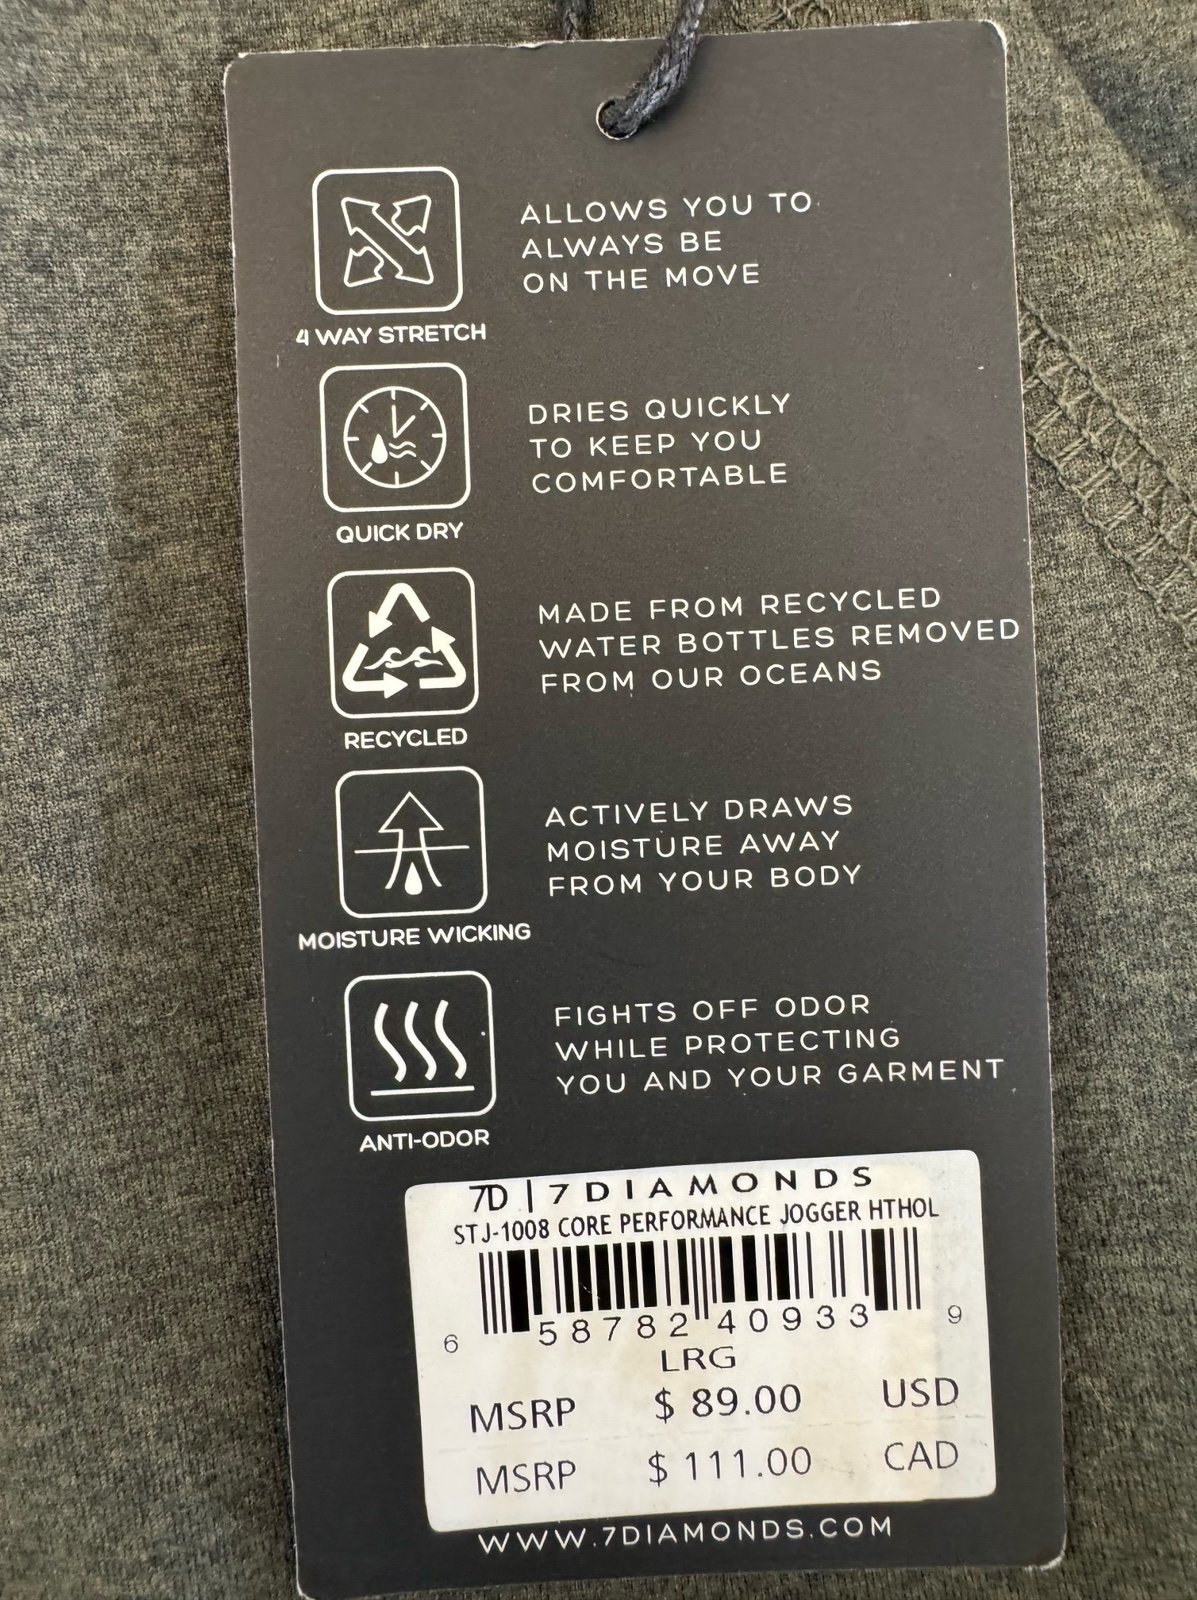 ALLOWS YOU TO
ALWAYS BE
ON THE MOVE
4 WAY STRETCH
DRIES QUICKLY
TO KEEP YOU
COMFORTABLE
QUICK DRY
MADE FROM RECYCLED
WATER BOTTLES REMOVED
FROM OUR OCEANS
RECYCLED
ACTIVELY DRAWS
MOISTURE AWAY
FROM YOUR BODY
MOISTURE WICKING
FIGHTS OFF ODOR
WHILE PROTECTING
YOU AND YOUR GARMENT
ANTI-ODOR
7D | 7 DIAMONDS
STJ-1008 CORE PERFORMANCE JOGGER HTHOL
6 58782 40933 9
LRG
MSRP $ 89.00 USD
MSRP $ 111.00 CAD
WWW.7DIAMONDS.COM